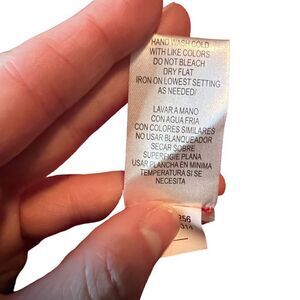 HAND WASH COLD
WITH LIKE COLORS
DO NOT BLEACH
DRY FLAT
IRON ON LOWEST SETTING
AS NEEDED/
LAVAR A MANO
CON AGUA FRIA
CON COLORES SIMILARES
NO USAR BLANQUEADOR
SECAR SOBRE
SUPERFIGIE PLANA
USAR PLANCHA EN MINIMA
TEMPERATURA SI SE
NECESITA